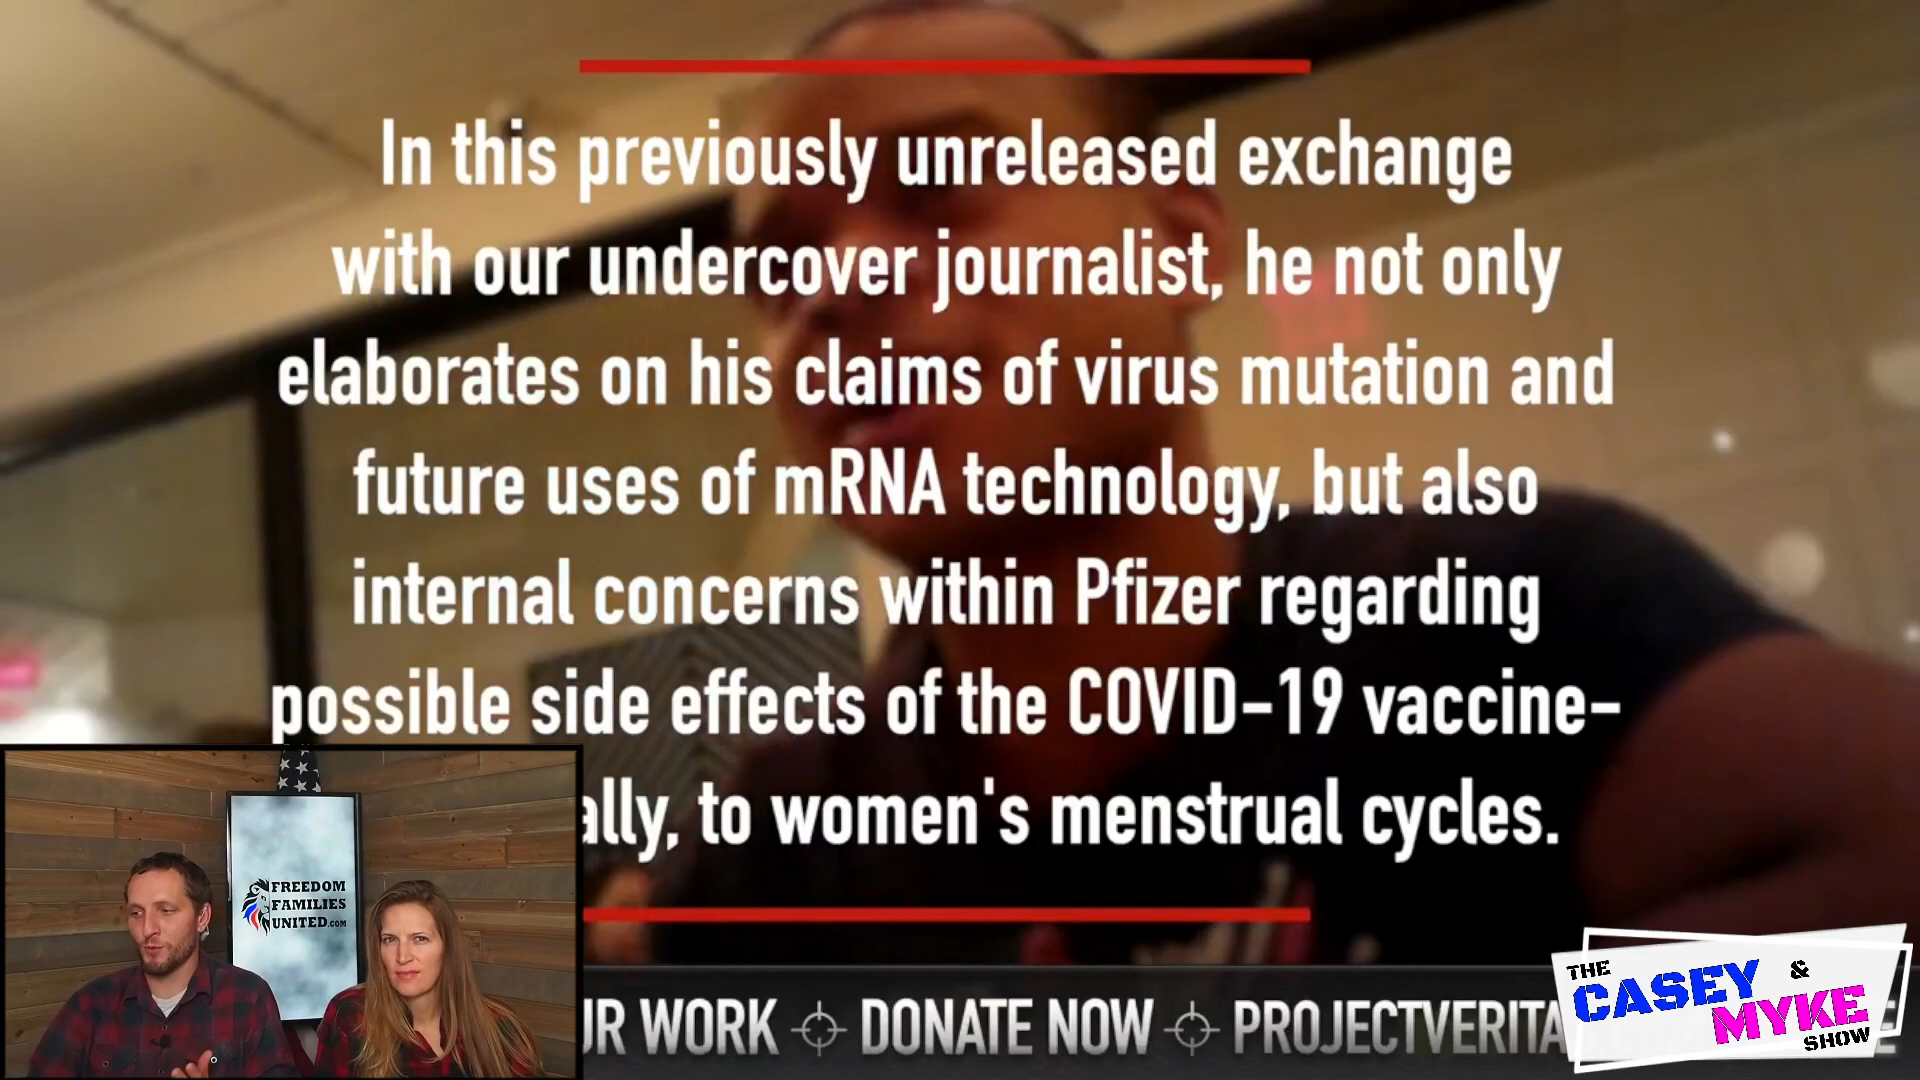 In this previously unreleased exchange
with our undercover journalist, he not only
elaborates on his claims of virus mutation and
future uses of mRNA technology, but also
internal concerns within Pfizer regarding
possible side effects of the COVID-19 vaccine-
ally, to women's menstrual cycles.
FREEDOM
FAMILIES
UNITED.COM
UR WORK DONATE NOW PROJECTVERITA
THE
CASEY &
MYKE
SHOW